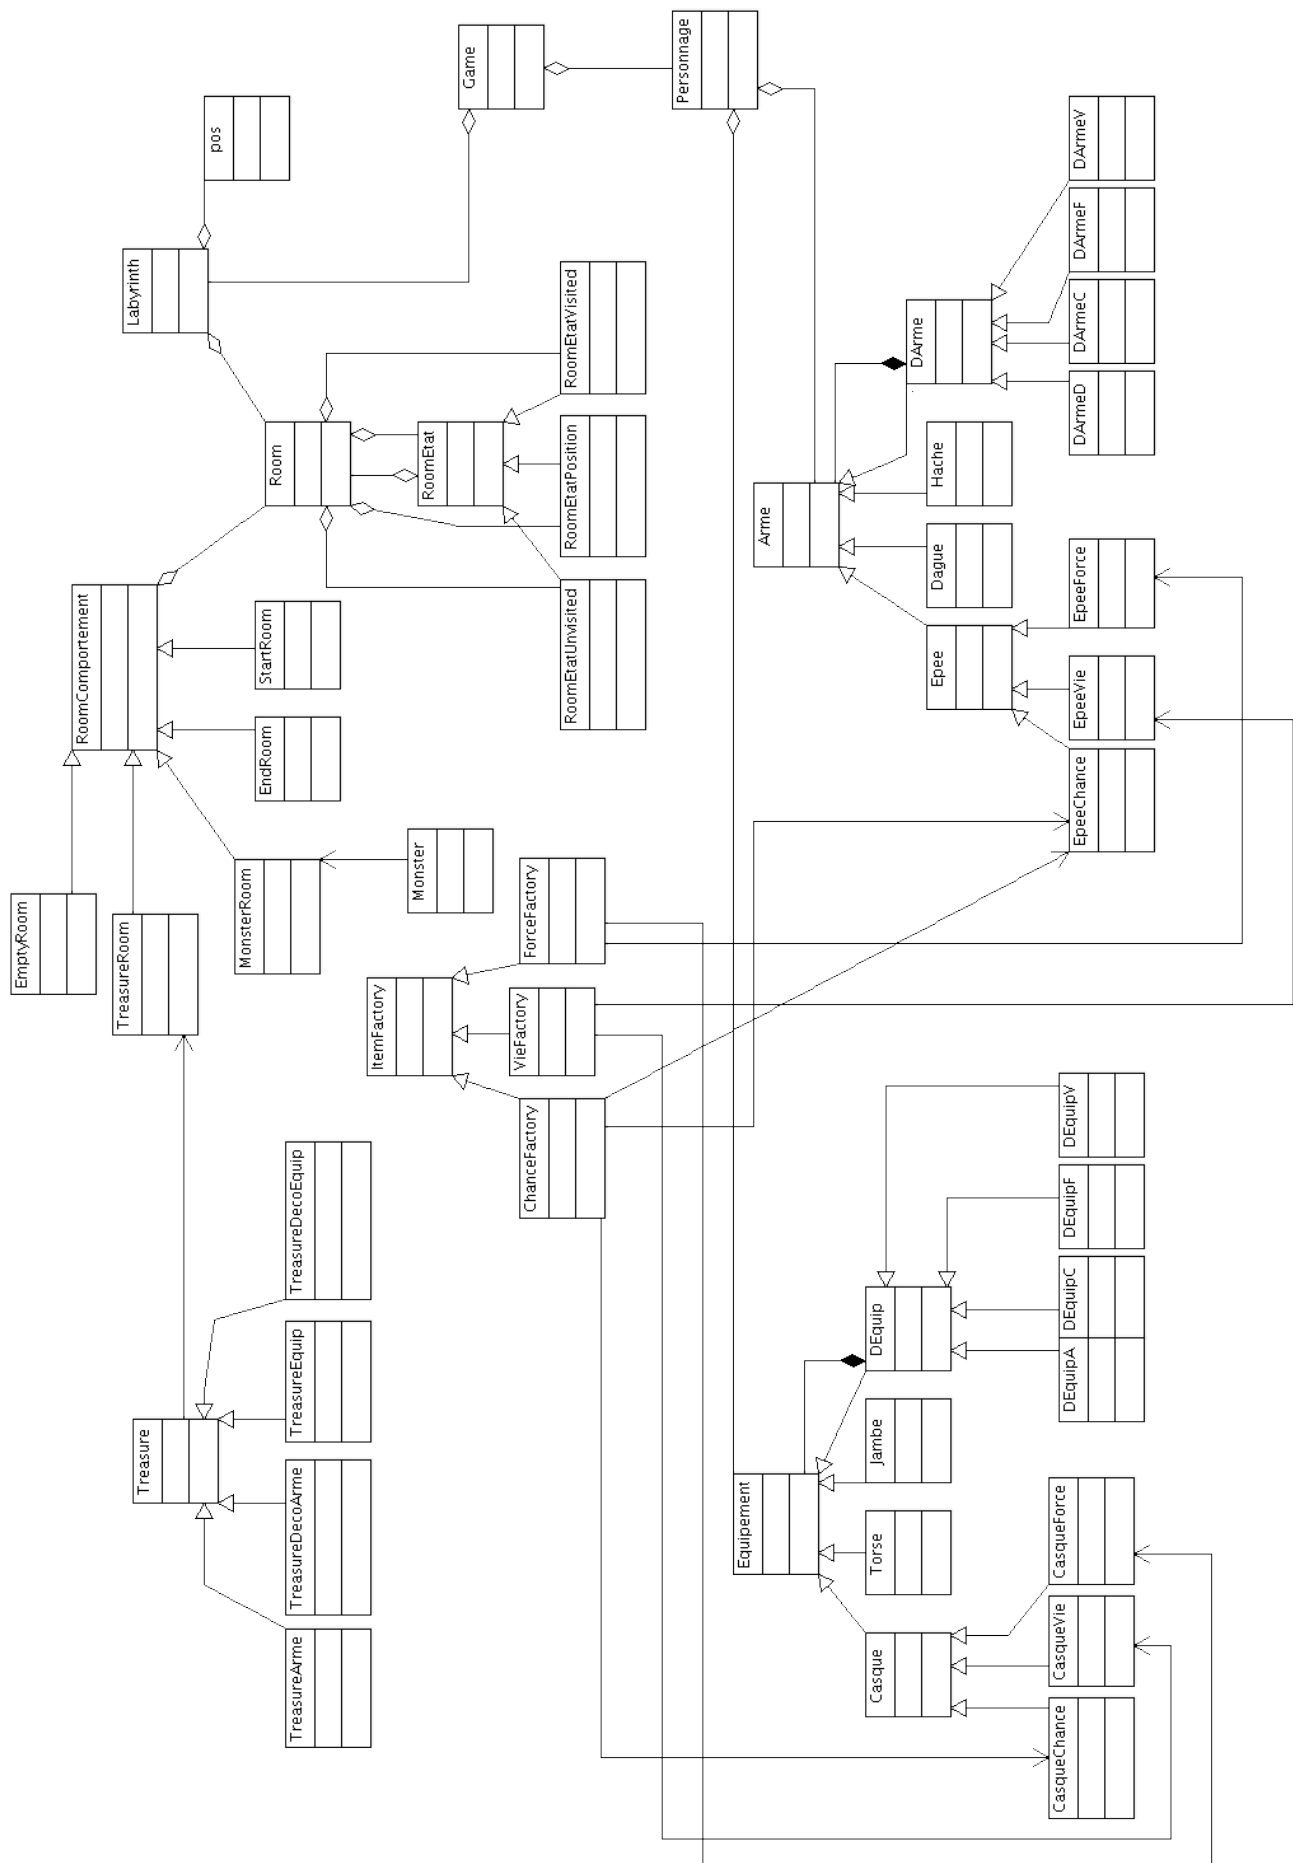 Game
Personnage
pos
Labyrinth
Room
RoomEtat
RoomEtatVisited
RoomEtatPosition
RoomEtatUnvisited
RoomComportement
StartRoom
EndRoom
EmptyRoom
TreasureRoom
MonsterRoom
Monster
ItemFactory
ForceFactory
VieFactory
ChanceFactory
Treasure
TreasureDecoEquip
TreasureEquip
TreasureDecoArme
TreasureArme
Arme
DArme
DArmeV
DArmeF
DArmeC
DArmeD
Hache
Dague
Epee
EpeeForce
EpeeVie
EpeeChance
Equipement
DEquip
DEquipV
DEquipF
DEquipC
DEquipA
Jambe
Torse
Casque
CasqueForce
CasqueVie
CasqueChance